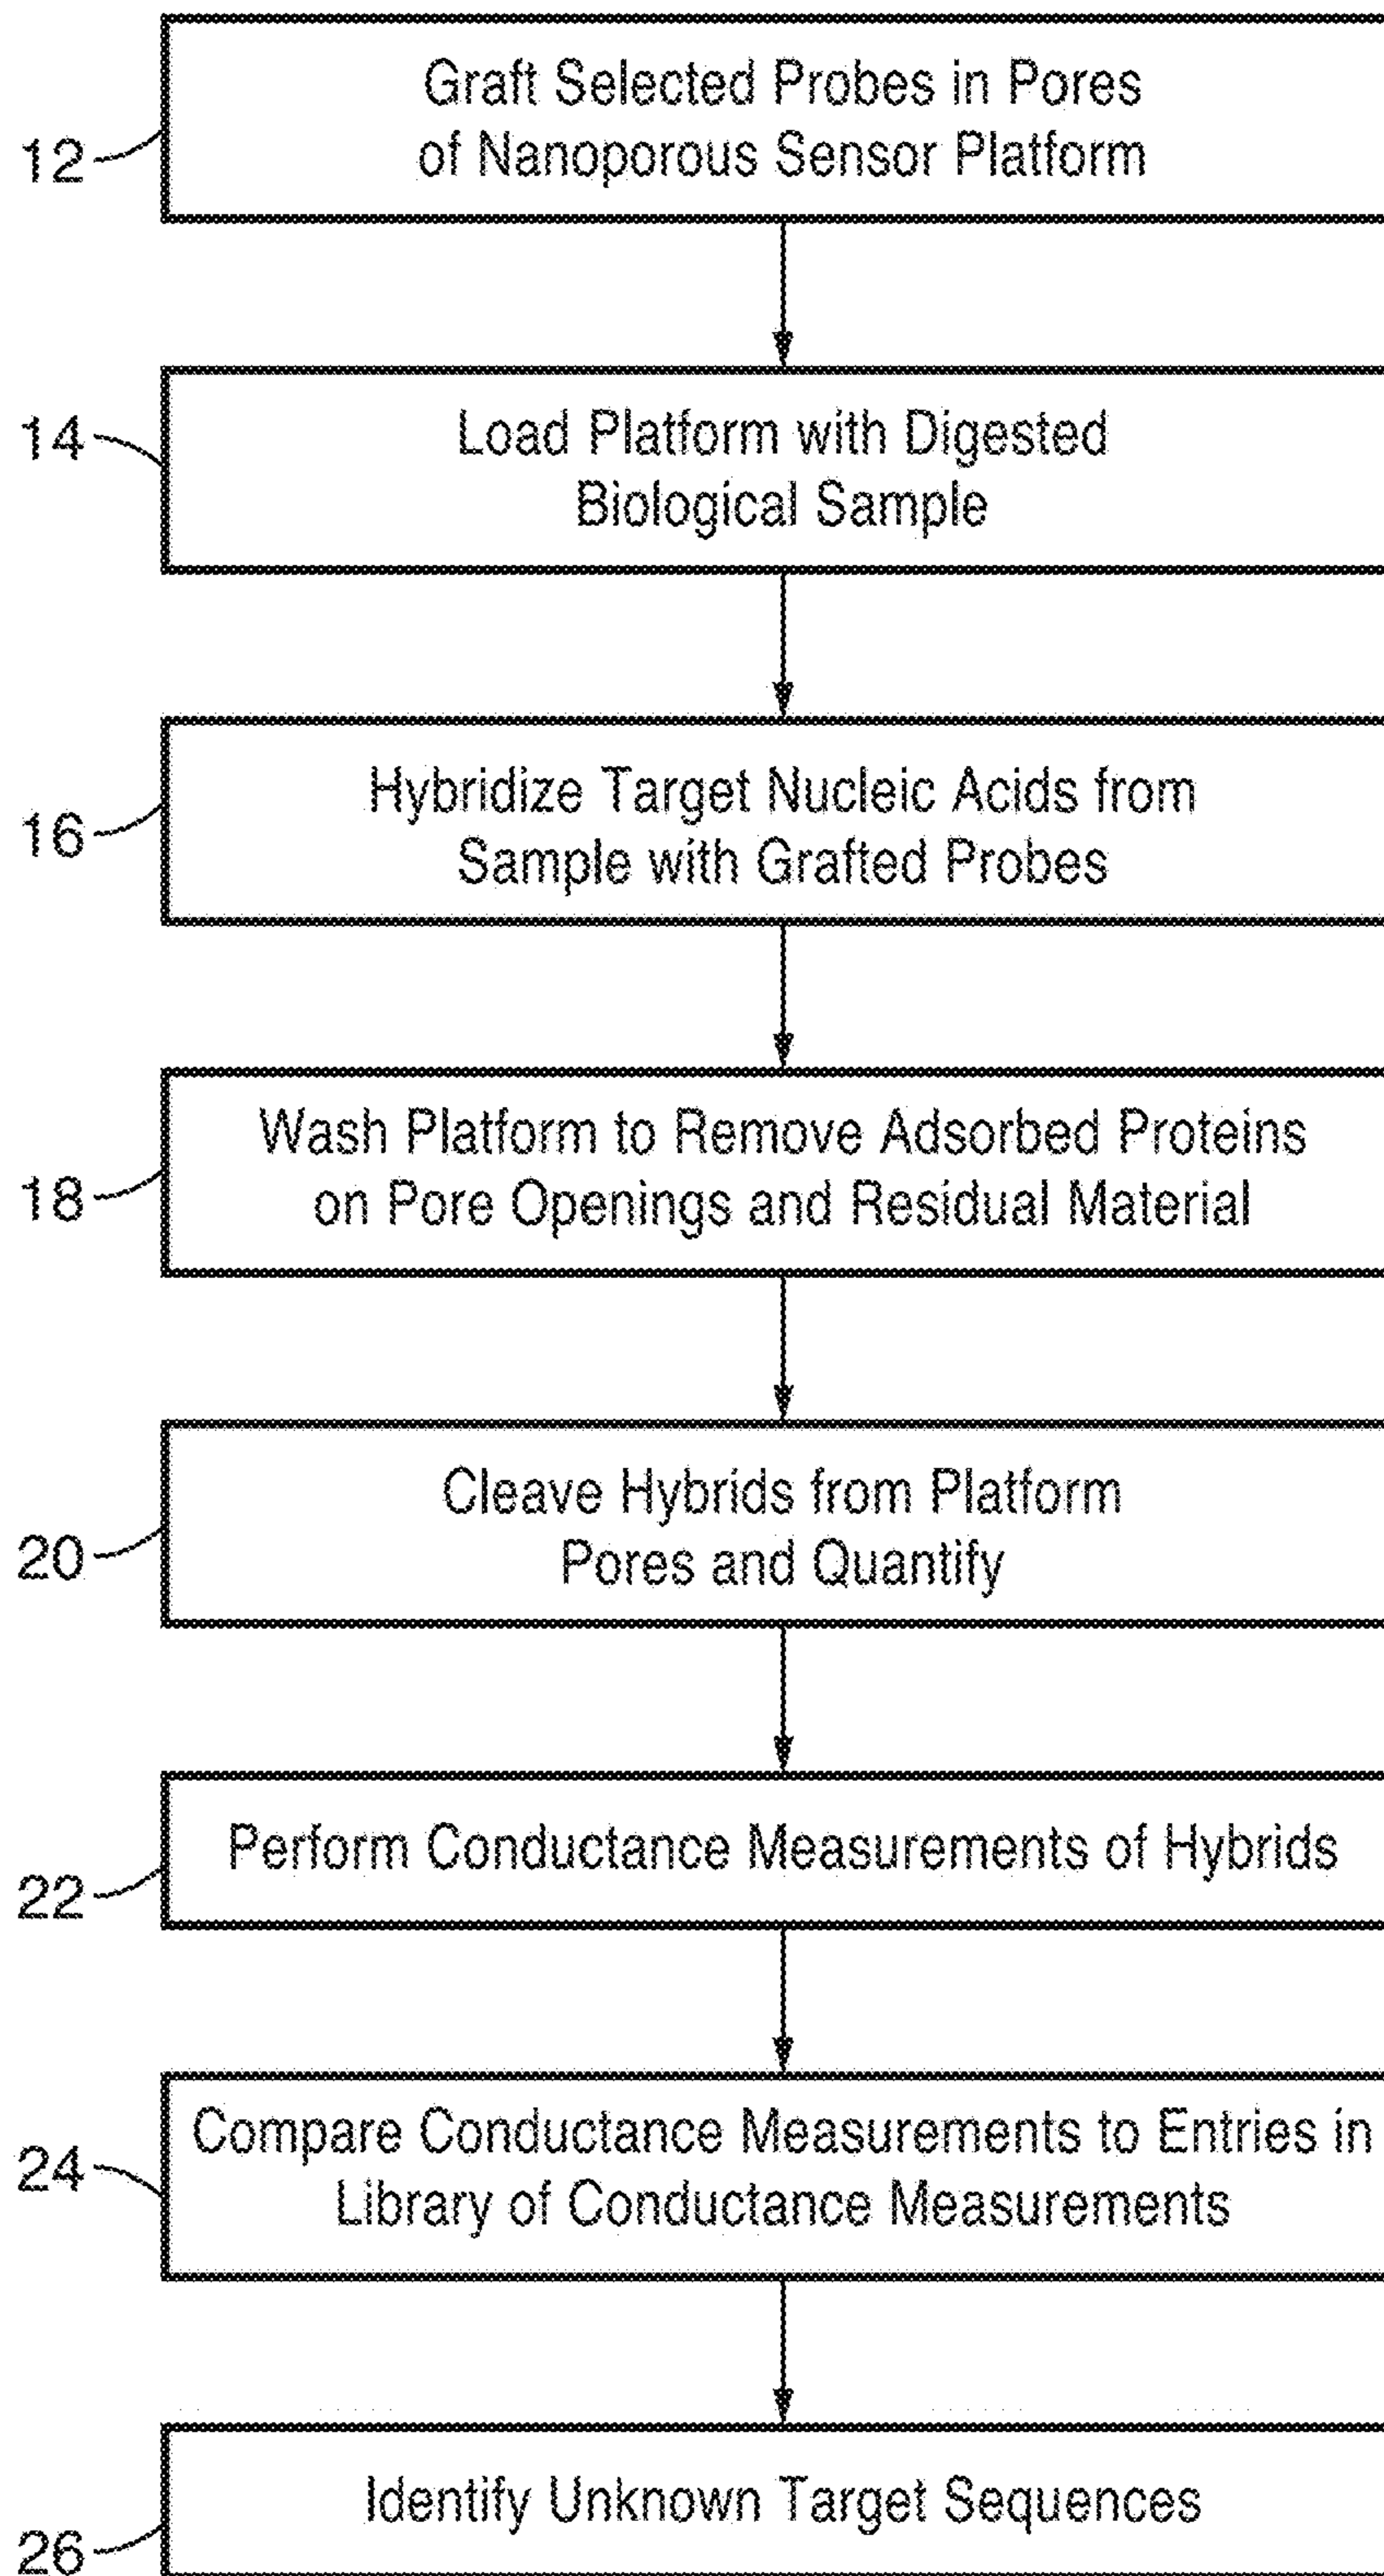 Graft Selected Probes in Pores
of Nanoporous Sensor Platform
12
14
Load Platform with Digested
Biological Sample
Hybridize Target Nucleic Acids from
16
Sample with Grafted Probes
Wash Platform to Remove Adsorbed Proteins
18
on Pore Openings and Residual Material
Cleave Hybrids from Platform
20
Pores and Quantify
Perform Conductance Measurements of Hybrids
22
Compare Conductance Measurements to Entries in
24
Library of Conductance Measurements
Identify Unknown Target Sequences
26